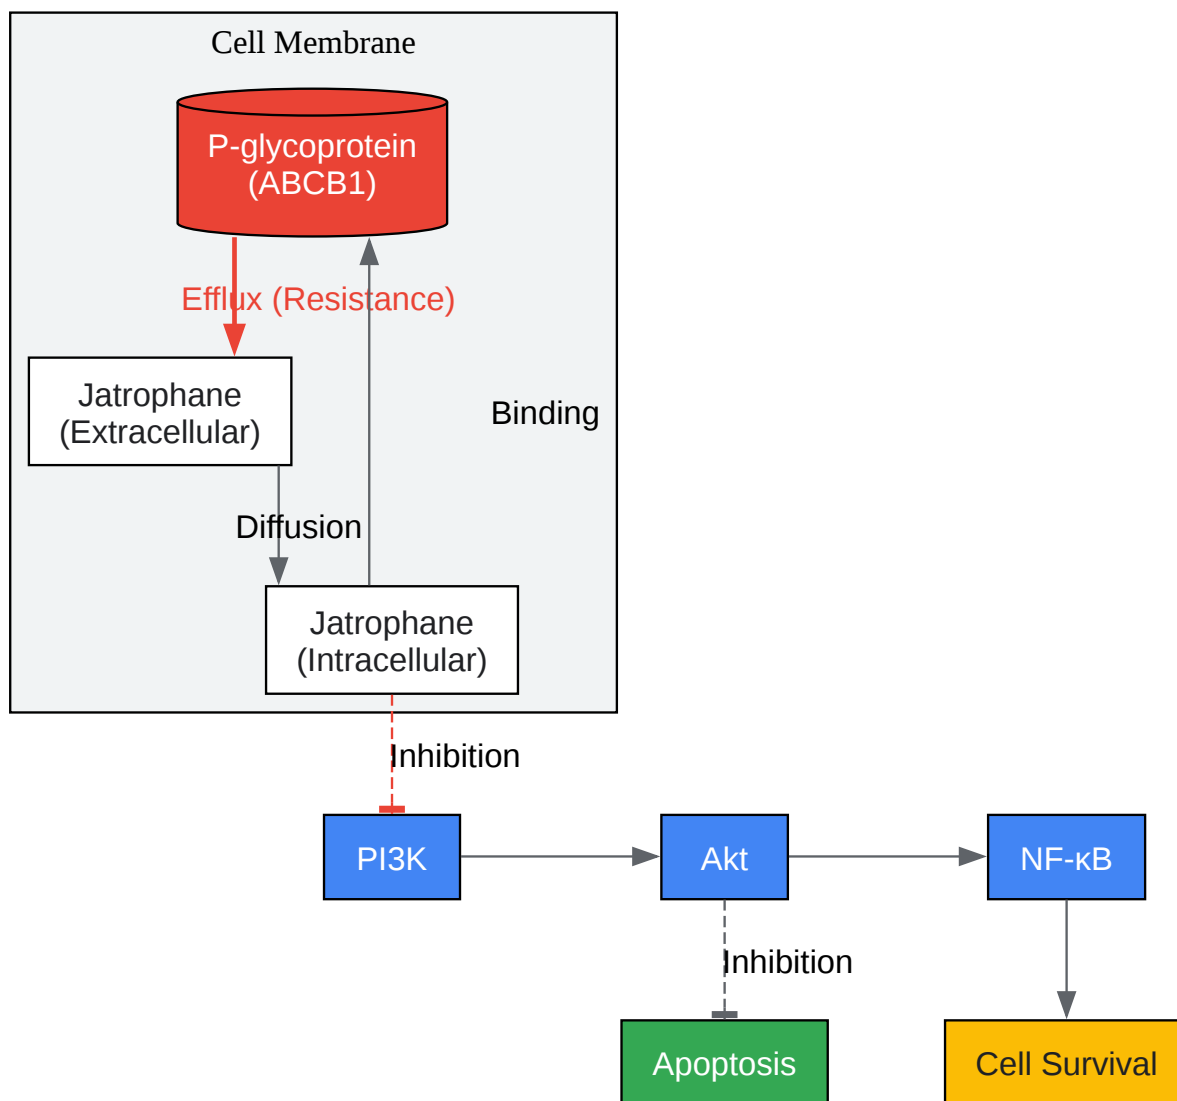 Cell Membrane
P-glycoprotein
(ABCB1)
Efflux (Resistance)
Jatrophane
(Extracellular)
Binding
Diffusion
Jatrophane
(Intracellular)
Inhibition
PI3K
Akt
NF-κB
Inhibition
Apoptosis
Cell Survival